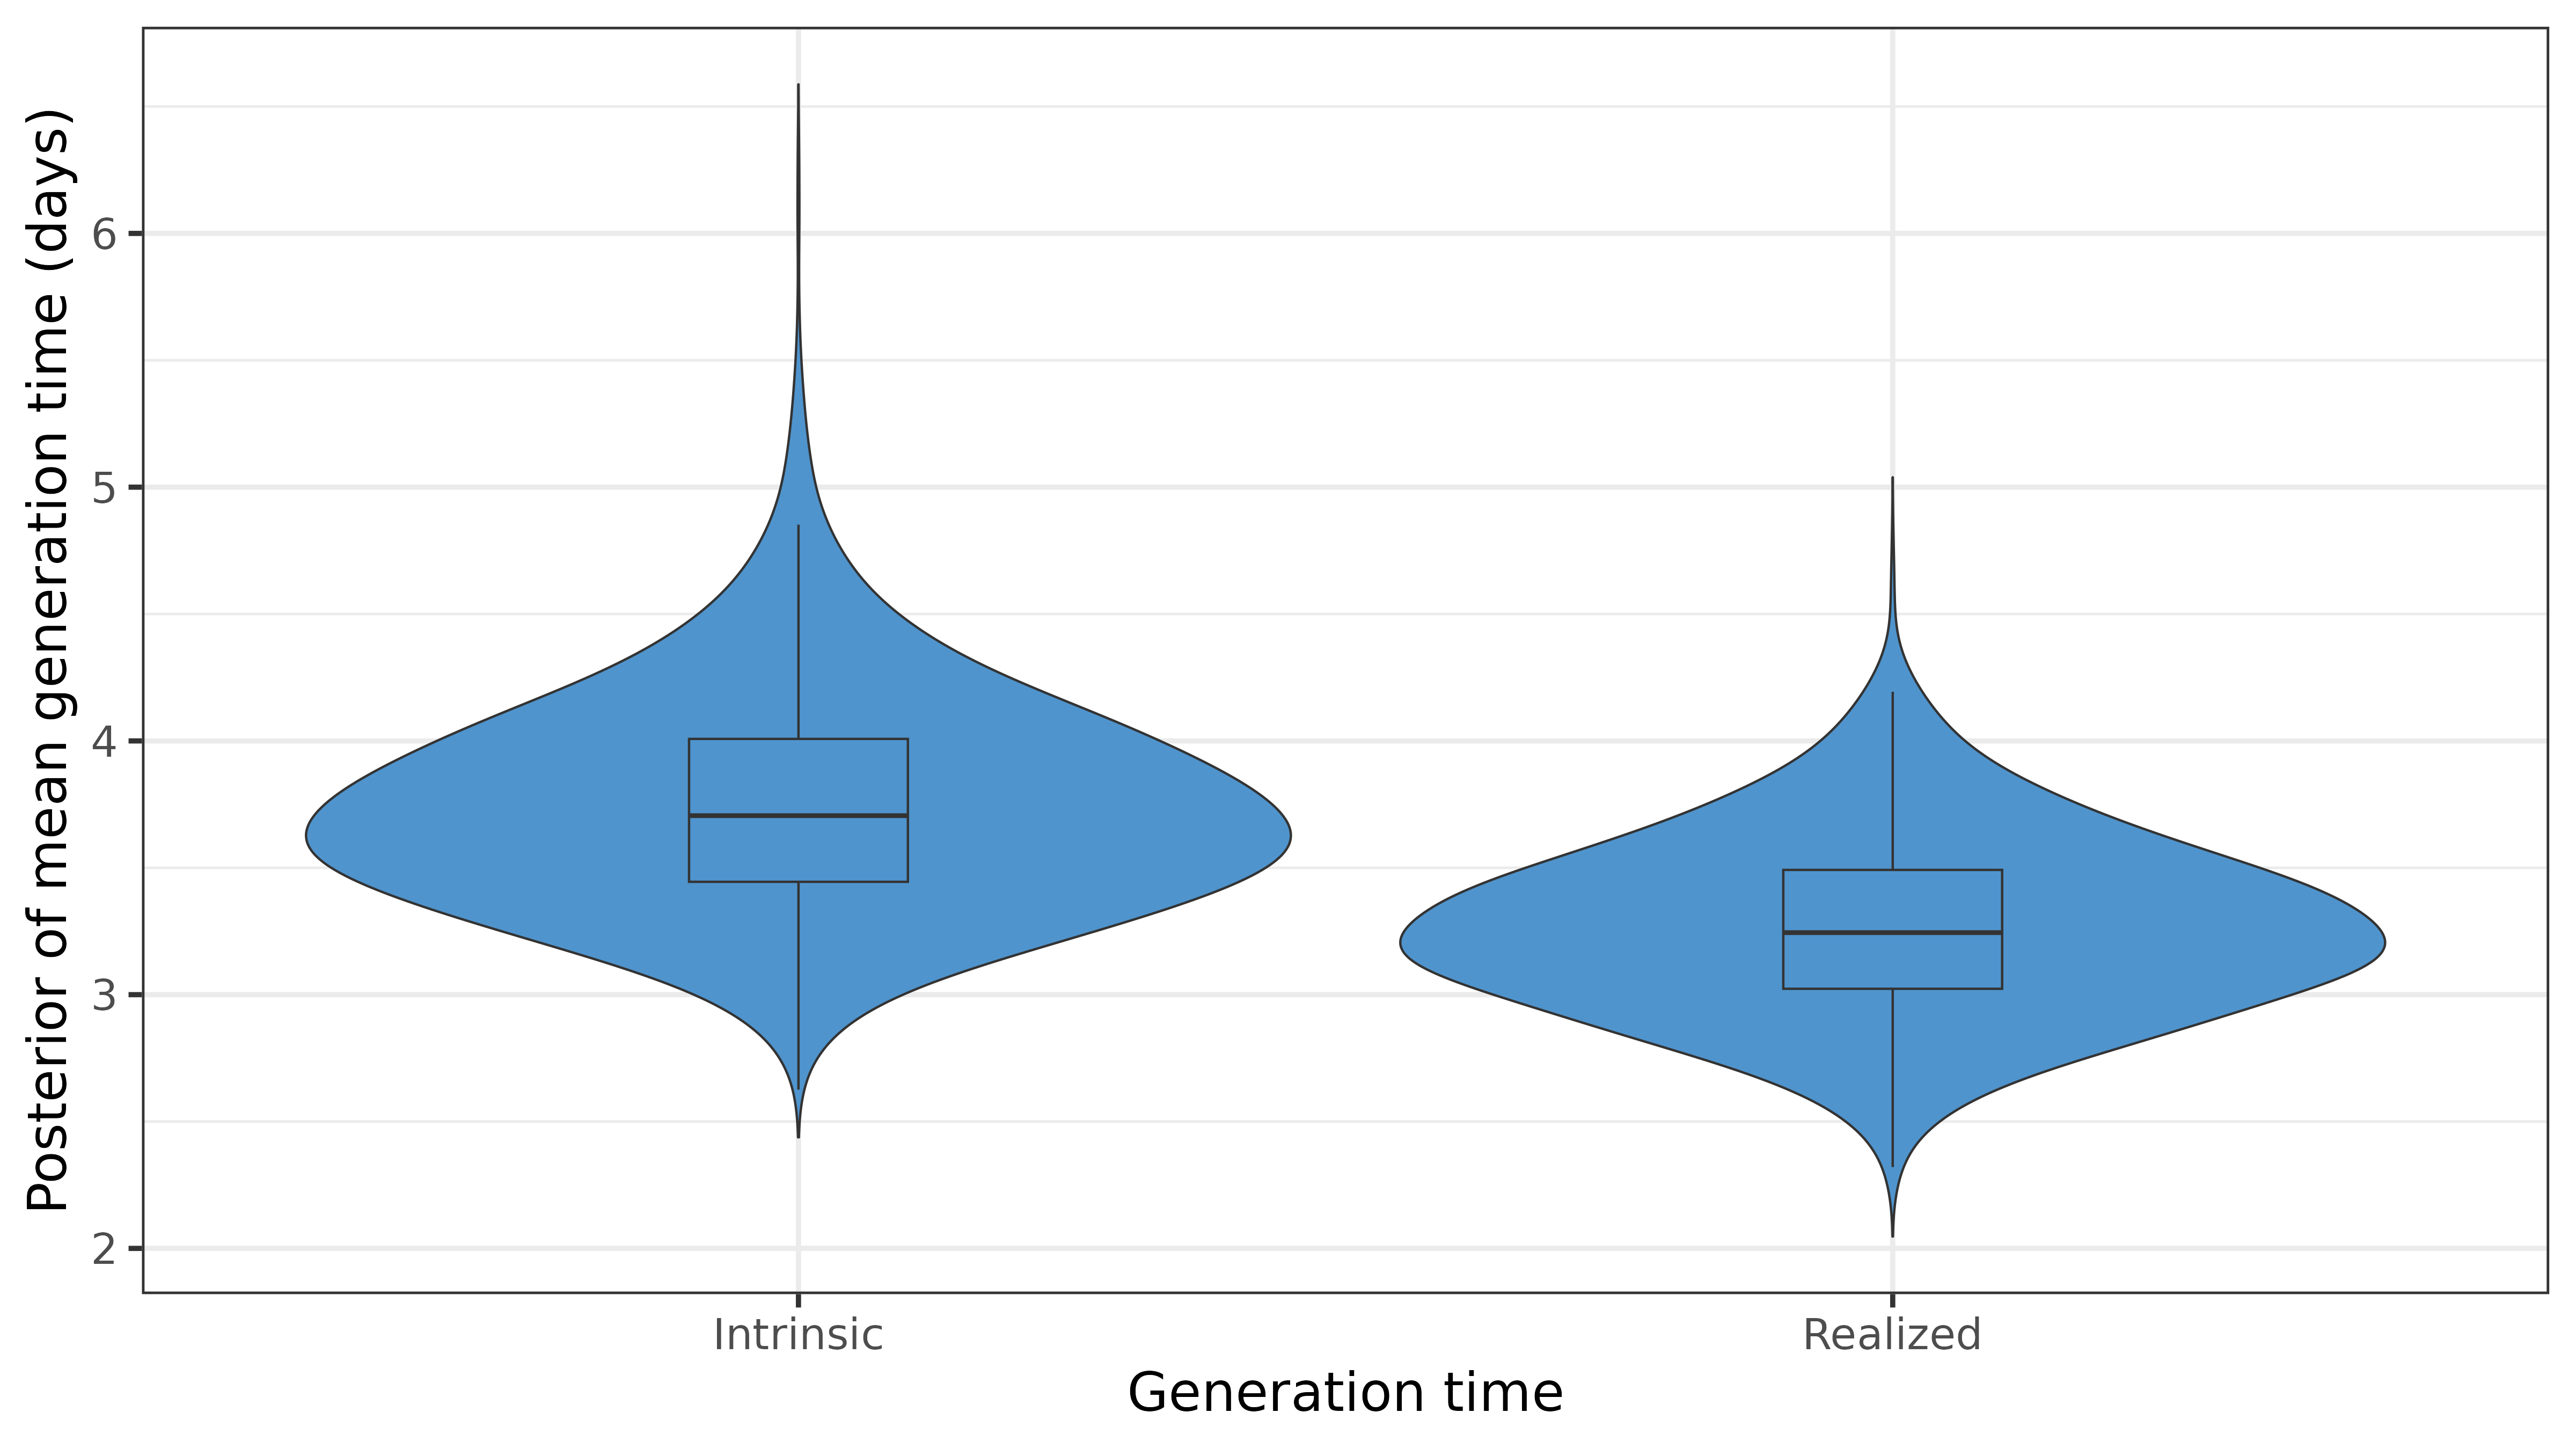 Posterior of mean generation time (days)
6
5
4
3
2
Intrinsic
Realized
Generation time